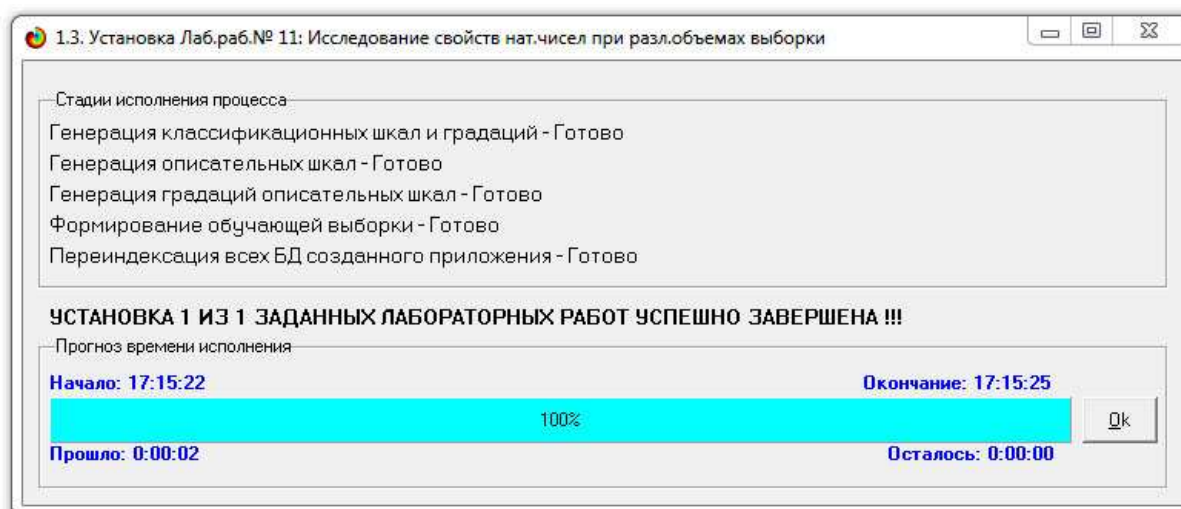 1.3. Установка Лаб.раб.№ 11: Исследование свойств нат.чисел при разл.объемах выборки
Стадии исполнения процесса
Генерация классификационных шкал и градаций - Готово
Генерация описательных шкал - Готово
Генерация градаций описательных шкал - Готово
Формирование обучающей выборки - Готово
Переиндексация всех БД созданного приложения - Готово
УСТАНОВКА 1 ИЗ 1 ЗАДАННЫХ ЛАБОРАТОРНЫХ РАБОТ УСПЕШНО ЗАВЕРШЕНА !!!
Прогноз времени исполнения
Начало: 17:15:22 Окончание: 17:15:25
100% Ok
Прошло: 0:00:02 Осталось: 0:00:00